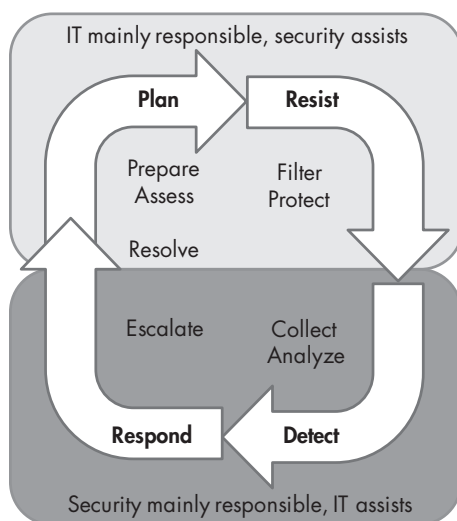 IT mainly responsible, security assists
Plan Resist
Prepare
Assess
Filter
Protect
Resolve
Escalate
Collect
Analyze
Respond Detect
Security mainly responsible, IT assists